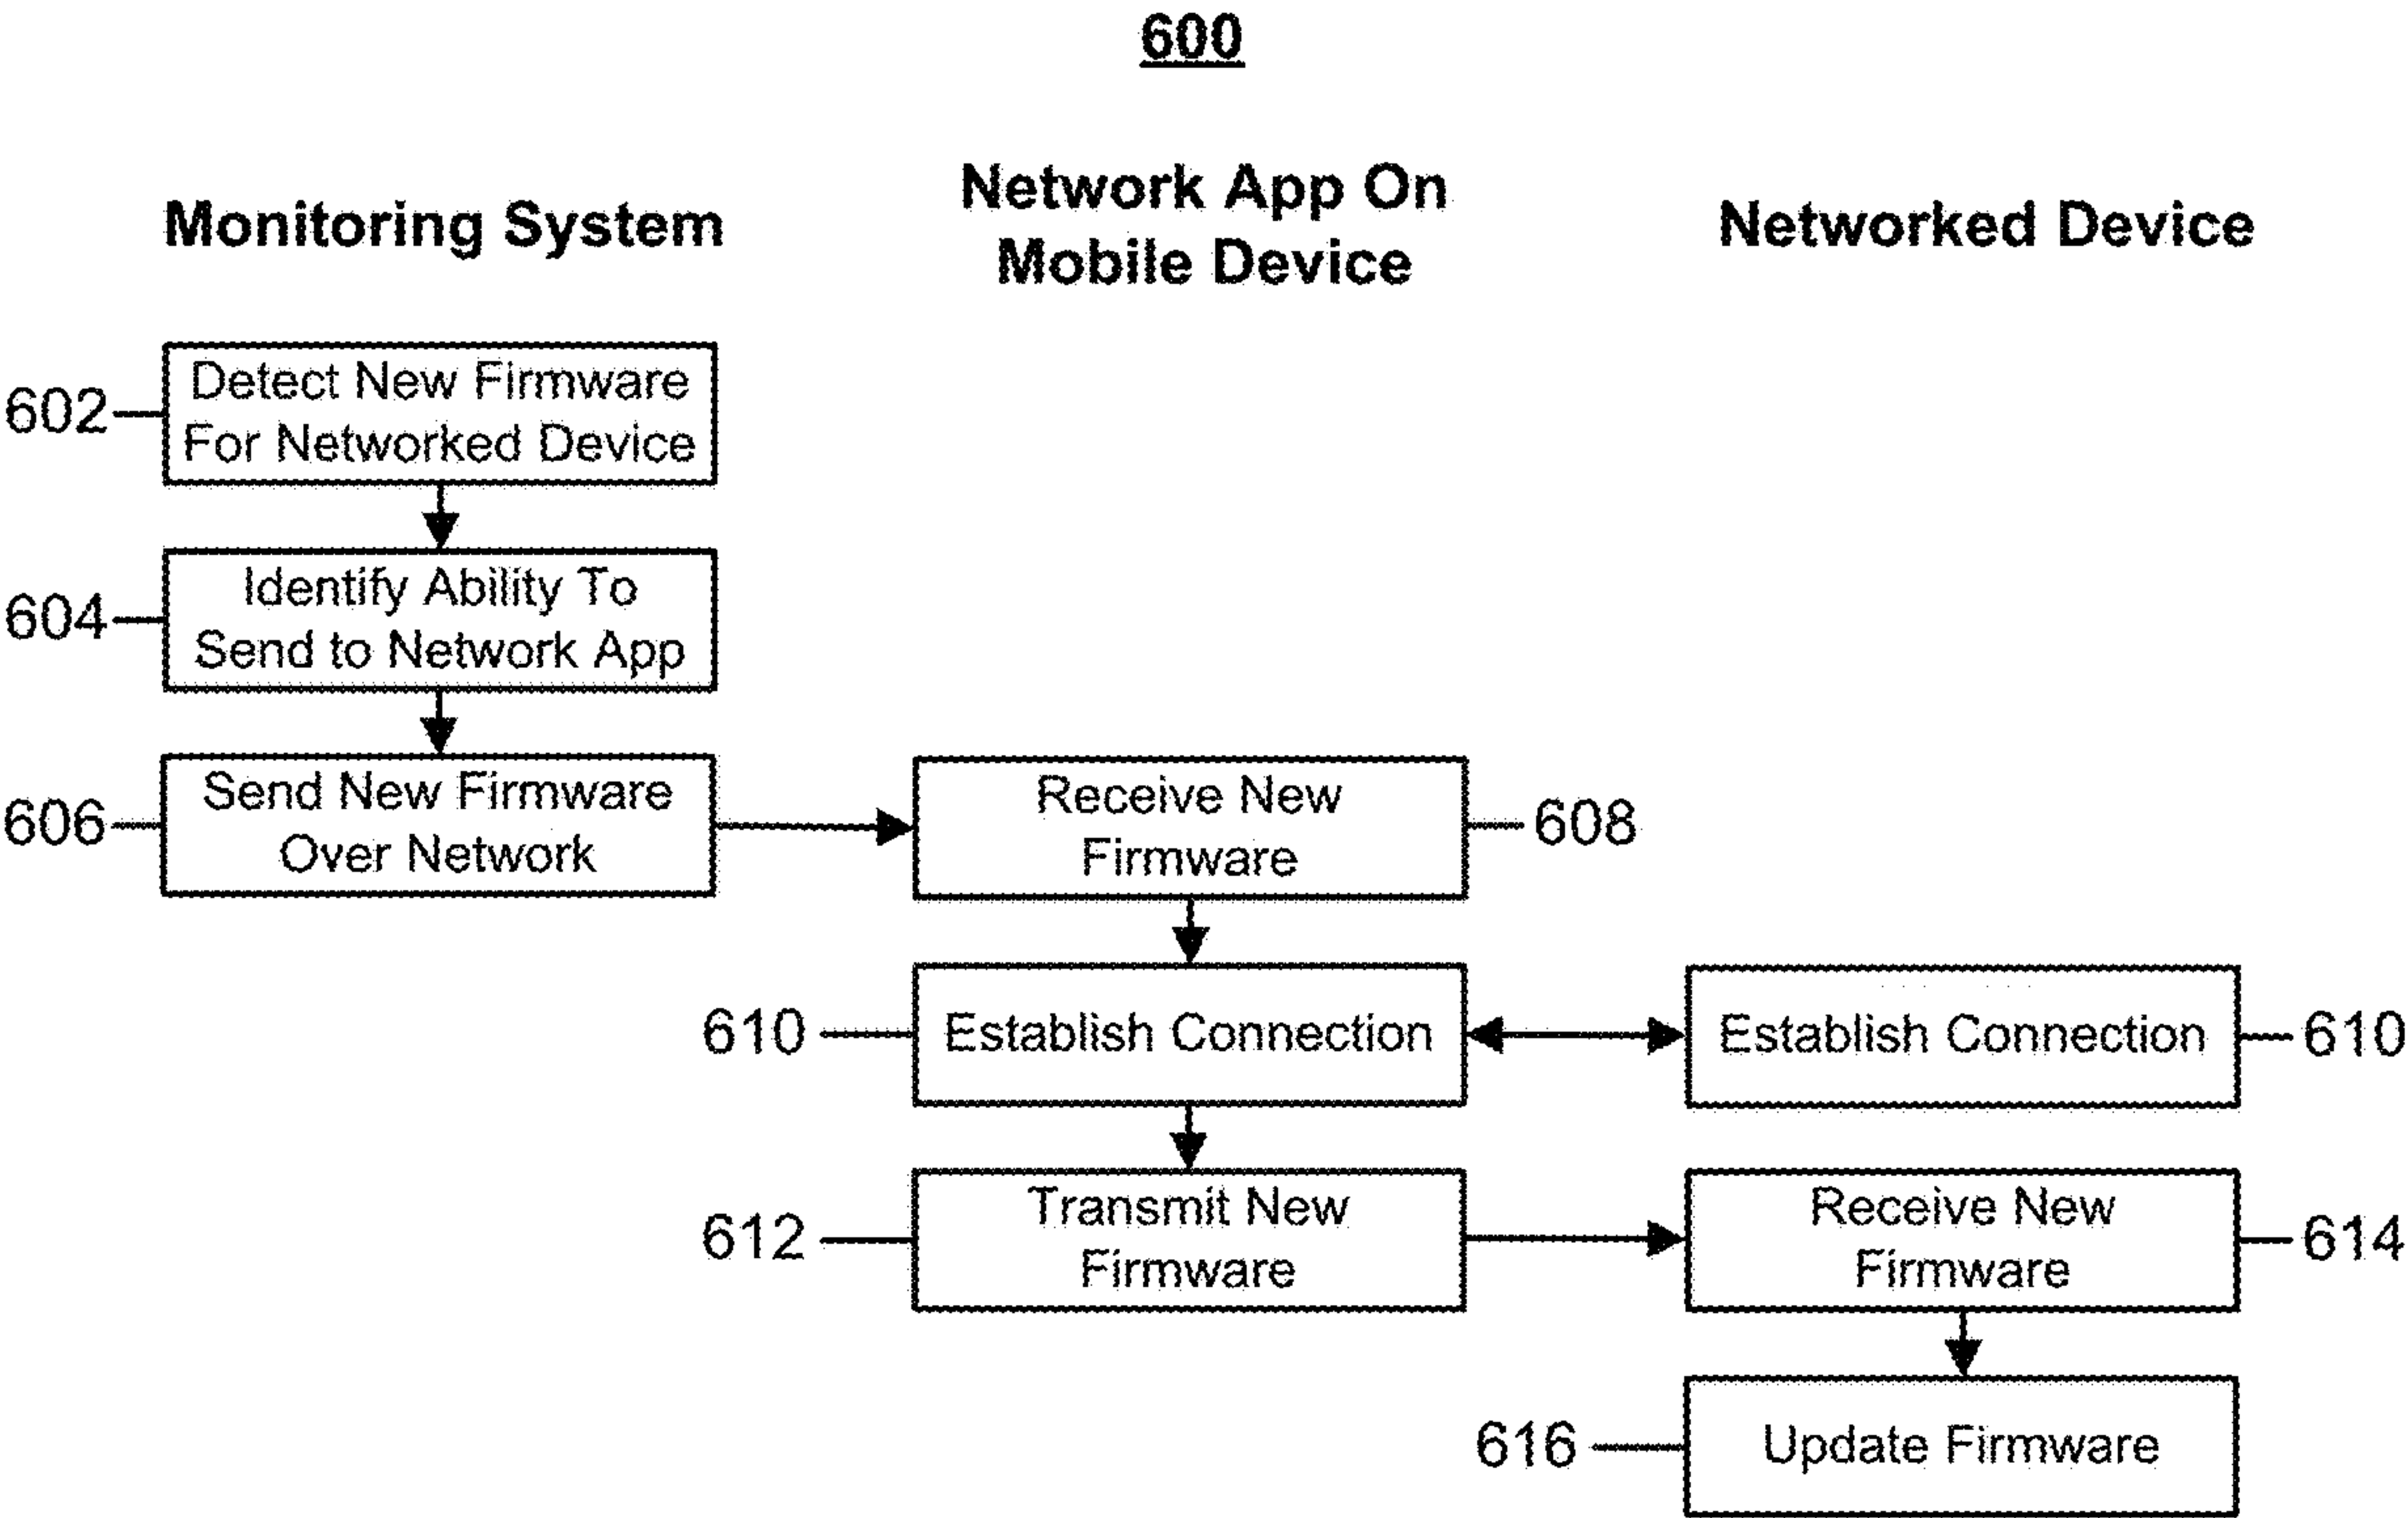 600
Monitoring System
Network App On
Mobile Device
Networked Device
602
Detect New Firmware
For Networked Device
604
Identify Ability To
Send to Network App
606
Send New Firmware
Over Network
Receive New
Firmware
608
610
Establish Connection
Establish Connection
610
612
Transmit New
Firmware
Receive New
Firmware
614
616
Update Firmware